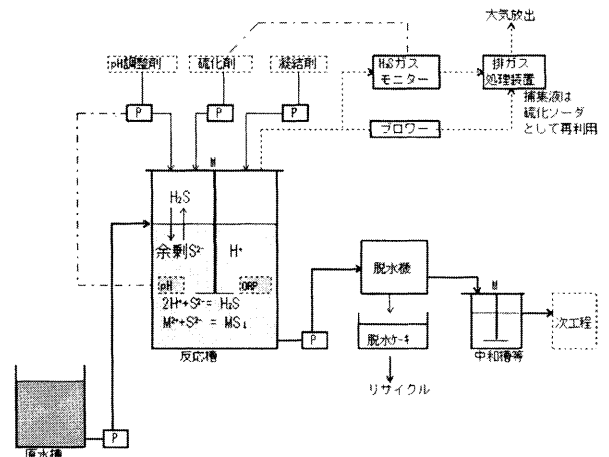 大気放出
pH調整剤
硫化剤
凝結剤
H₂Sガス
モニター
排ガス
処理装置
P
P
P
ブロワー
捕集液は
硫化ソーダ
として再利用
M
H₂S
余剰S²⁻
H⁺
pH
ORP
2H⁺+S²⁻= H₂S
M²⁺+S²⁻ = MS↓
反応槽
P
脱水機
脱水ケーキ
リサイクル
M
中和槽等
次工程
P
原水槽